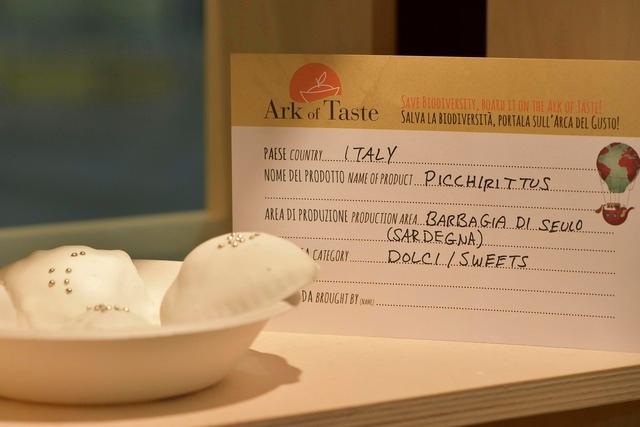 Ark of Taste
SAVE BIODIVERSITY, BOARD IT ON THE ARK OF TASTE!
SALVA LA BIODIVERSITÀ, PORTALA SULL'ARCA DEL GUSTO!
PAESE COUNTRY ITALY
NOME DEL PRODOTTO NAME OF PRODUCT PICCHIRITTUS
AREA DI PRODUZIONE PRODUCTION AREA BARBAGIA DI SEULO
(SARDEGNA)
CATEGORY DOLCI / SWEETS
DA BROUGHT BY (NAME)